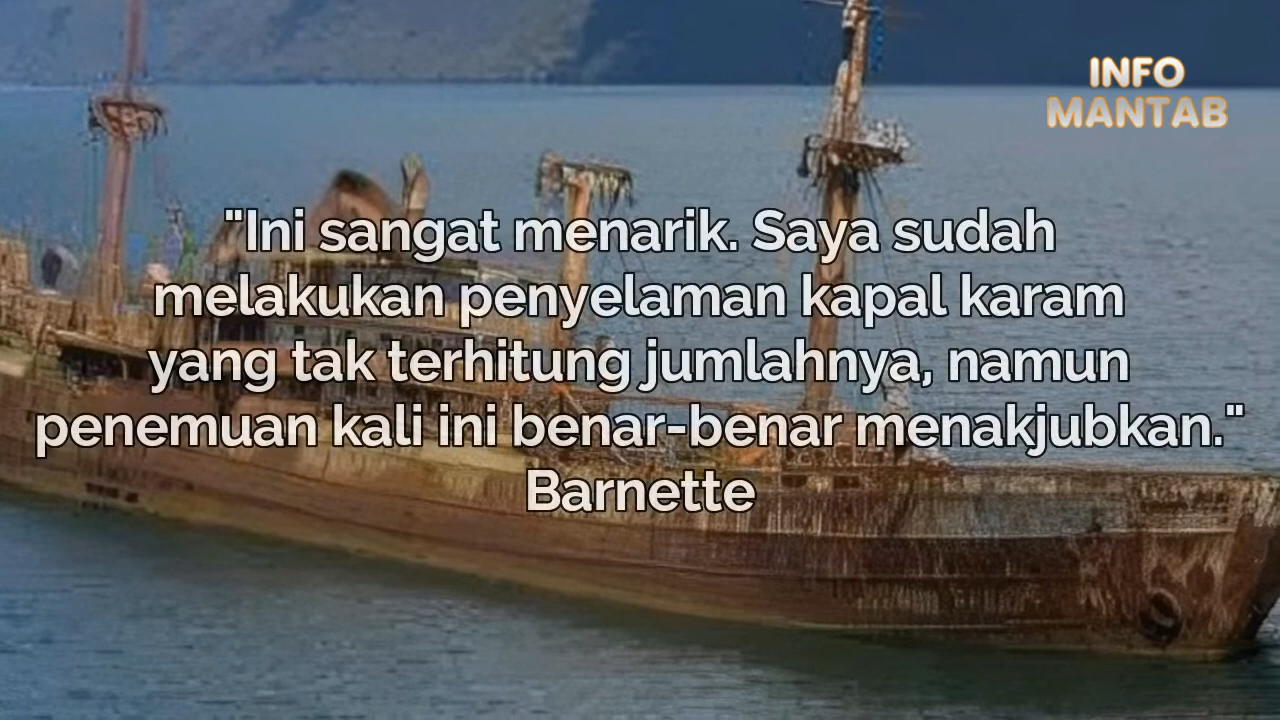 INFO
MANTAB
"Ini sangat menarik. Saya sudah
melakukan penyelaman kapal karam
yang tak terhitung jumlahnya, namun
penemuan kali ini benar-benar menakjubkan."
Barnette